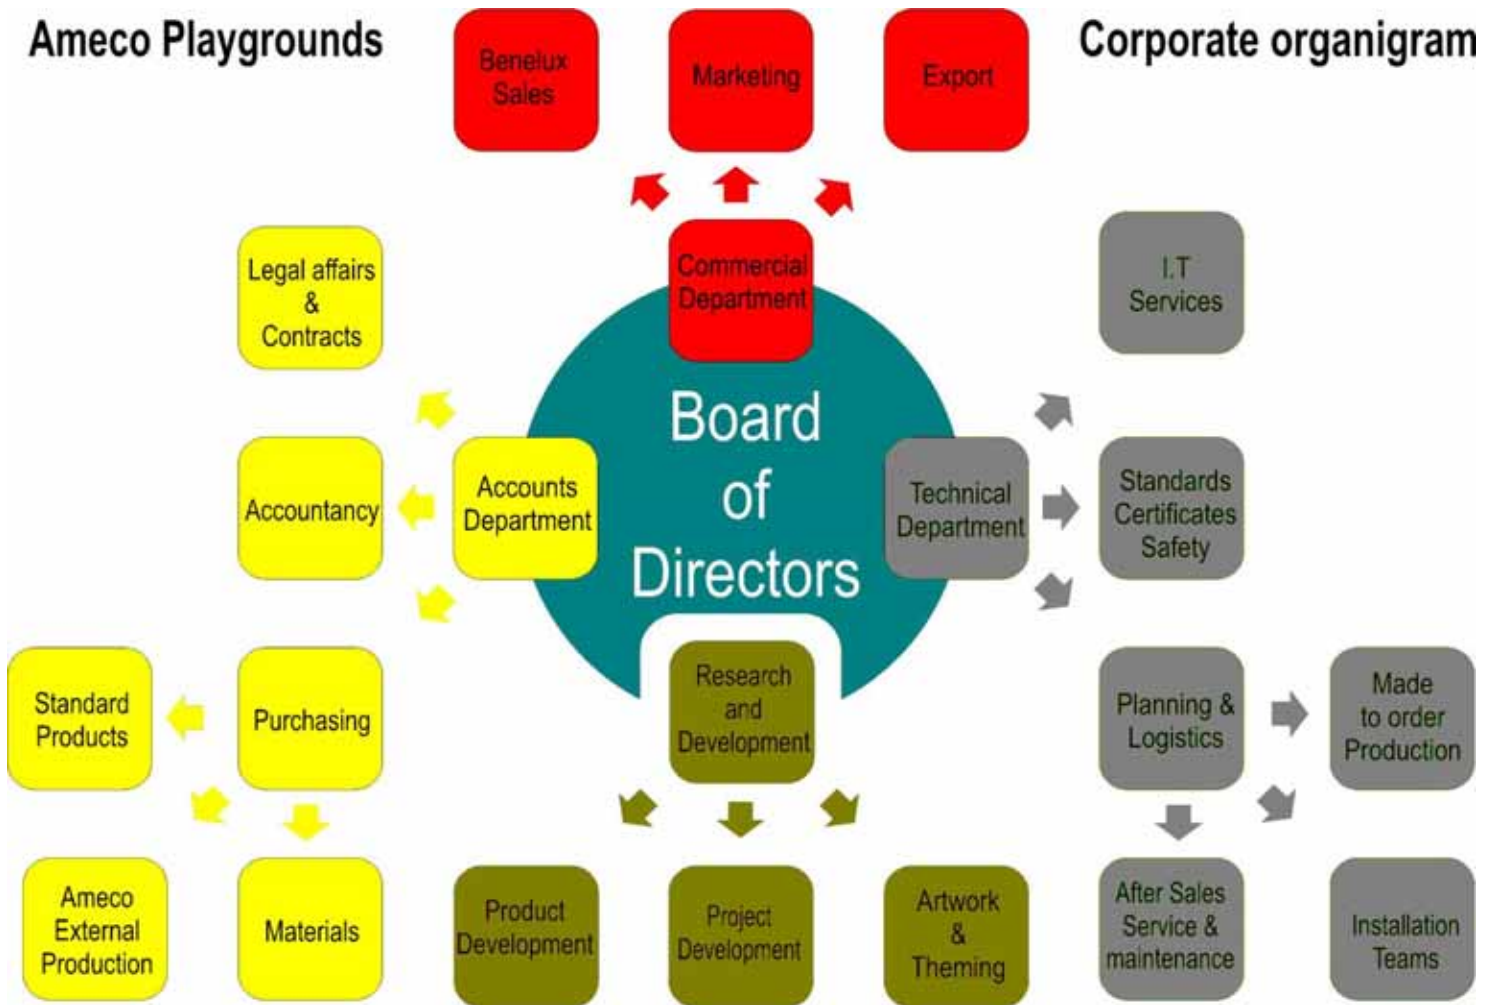 Ameco Playgrounds
Corporate organigram
Benelux
Sales
Marketing
Export
Legal affairs
&
Contracts
Commercial
Department
I.T
Services
Board
of
Directors
Accountancy
Accounts
Department
Technical
Department
Standards
Certificates
Safety
Standard
Products
Purchasing
Research
and
Development
Planning &
Logistics
Made
to order
Production
Ameco
External
Production
Materials
Product
Development
Project
Development
Artwork
&
Theming
After Sales
Service &
maintenance
Installation
Teams